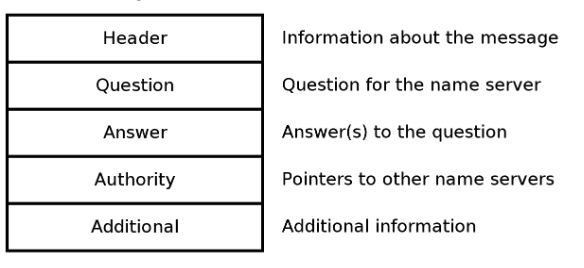 Header Information about the message
Question Question for the name server
Answer Answer(s) to the question
Authority Pointers to other name servers
Additional Additional information